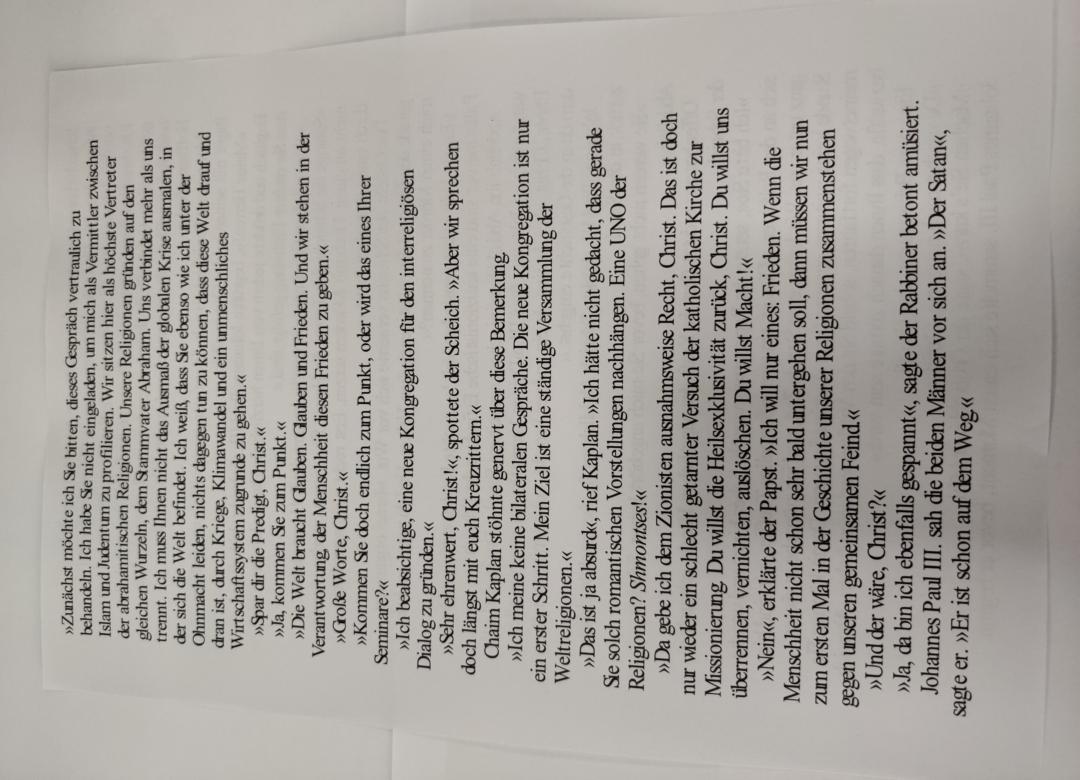 »Zunächst möchte ich Sie bitten, dieses Gespräch vertraulich zu
behandeln. Ich habe Sie nicht eingeladen, um mich als Vermittler zwischen
Islam und Judentum zu profilieren. Wir sitzen hier als höchste Vertreter
der abrahamitischen Religionen. Unsere Religionen gründen auf den
gleichen Wurzeln, dem Stammvater Abraham. Uns verbindet mehr als uns
trennt. Ich muss Ihnen nicht das Ausmaß der globalen Krise ausmalen, in
der sich die Welt befindet. Ich weiß, dass Sie ebenso wie ich unter der
Ohnmacht leiden, nichts dagegen tun zu können, dass diese Welt drauf und
dran ist, durch Kriege, Klimawandel und ein unmenschliches
Wirtschaftssystem zugrunde zu gehen.«
»Spar dir die Predigt, Christ.«
»Ja, kommen Sie zum Punkt.«
»Die Welt braucht Glauben. Glauben und Frieden. Und wir stehen in der
Verantwortung, der Menschheit diesen Frieden zu geben.«
»Große Worte, Christ.«
»Kommen Sie doch endlich zum Punkt, oder wird das eines Ihrer
Seminare?«
»Ich beabsichtige, eine neue Kongregation für den interreligiösen
Dialog zu gründen.«
»Sehr ehrenwert, Christ!«, spottete der Scheich. »Aber wir sprechen
doch längst mit euch Kreuzrittern.«
Chaim Kaplan stöhnte genervt über diese Bemerkung
»Ich meine keine bilateralen Gespräche. Die neue Kongregation ist nur
ein erster Schritt. Mein Ziel ist eine ständige Versammlung der
Weltreligionen.«
»Das ist ja absurd«, rief Kaplan. »Ich hätte nicht gedacht, dass gerade
Sie solch romantischen Vorstellungen nachhängen. Eine UNO der
Religionen? Shmontses!«
»Da gebe ich dem Zionisten ausnahmsweise Recht, Christ. Das ist doch
nur wieder ein schlecht getarnter Versuch der katholischen Kirche zur
Missionierung. Du willst die Heilsexklusivität zurück, Christ. Du willst uns
überrennen, vernichten, auslöschen. Du willst Macht!«
»Nein«, erklärte der Papst. »Ich will nur eines: Frieden. Wenn die
Menschheit nicht schon sehr bald untergehen soll, dann müssen wir nun
zum ersten Mal in der Geschichte unserer Religionen zusammenstehen
gegen unseren gemeinsamen Feind.«
»Und der wäre, Christ?«
»Ja, da bin ich ebenfalls gespannt«, sagte der Rabbiner betont amüsiert.
Johannes Paul III. sah die beiden Männer vor sich an. »Der Satan«,
sagte er. »Er ist schon auf dem Weg.«